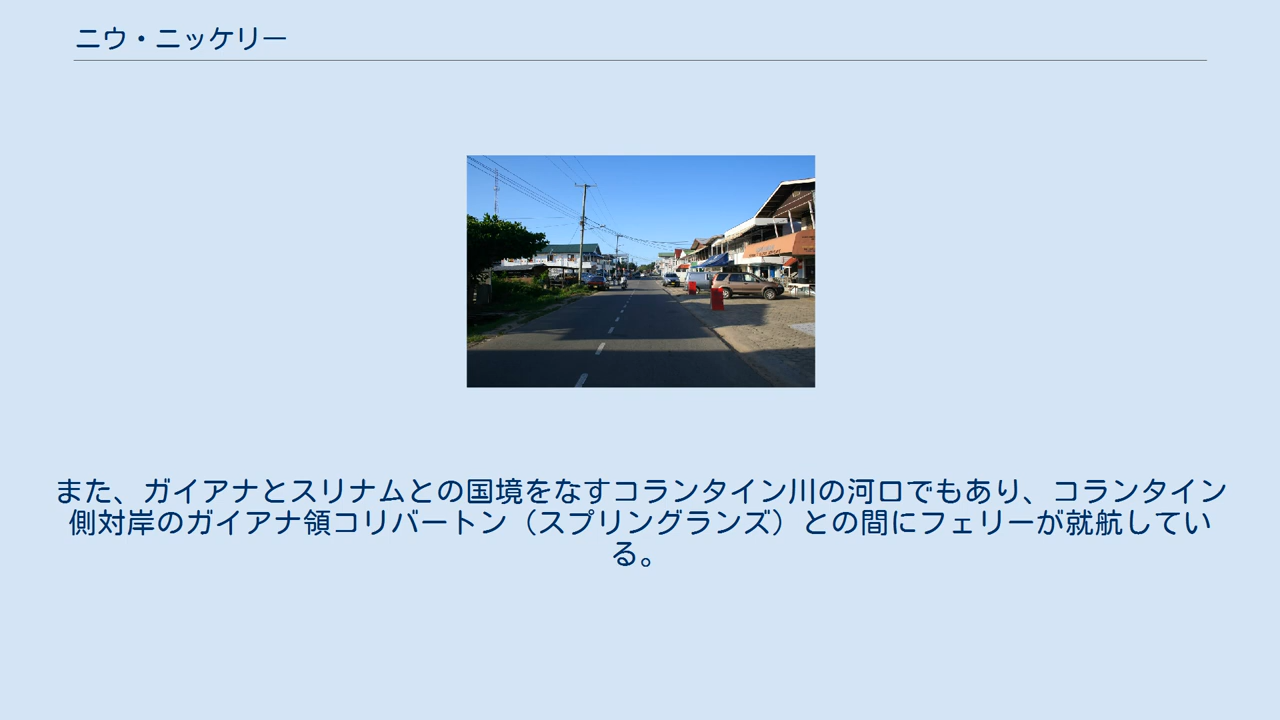 ニウ・ニッケリー
また、ガイアナとスリナムとの国境をなすコランタイン川の河口でもあり、コランタイン
側対岸のガイアナ領コリバートン（スプリングランズ）との間にフェリーが就航してい
る。